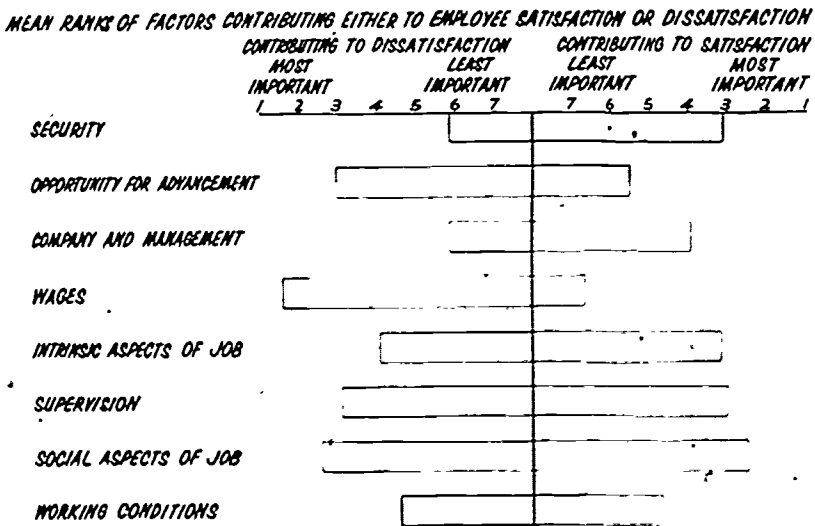 MEAN RANKS OF FACTORS CONTRIBUTING EITHER TO EMPLOYEE SATISFACTION OR DISSATISFACTION
CONTRIBUTING TO DISSATISFACTION CONTRIBUTING TO SATISFACTION
MOST LEAST LEAST MOST
IMPORTANT IMPORTANT IMPORTANT IMPORTANT
1 2 3 4 5 6 7 7 6 5 4 3 2 1
SECURITY
OPPORTUNITY FOR ADVANCEMENT
COMPANY AND MANAGEMENT
WAGES
INTRINSIC ASPECTS OF JOB
SUPERVISION
SOCIAL ASPECTS OF JOB
WORKING CONDITIONS